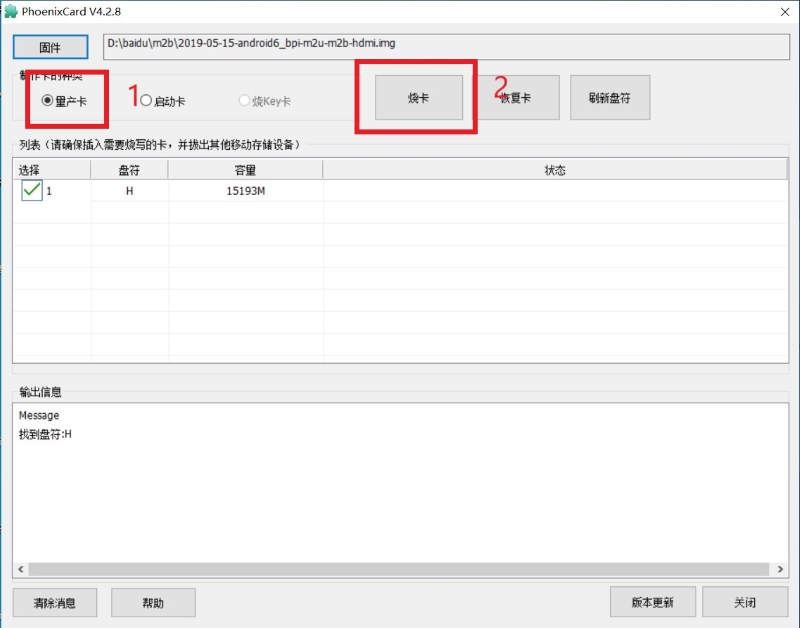 PhoenixCard V4.2.8
固件
D:\baidu\m2b\2019-05-15-android6_bpi-m2u-m2b-hdmi.img
制作卡的种类
量产卡 1 启动卡 烧Key卡 烧卡 2 恢复卡 刷新盘符
列表（请确保插入需要烧写的卡，并拔出其他移动存储设备）
选择 盘符 容量 状态
1 H 15193M
输出信息
Message
找到盘符:H
清除消息 帮助 版本更新 关闭